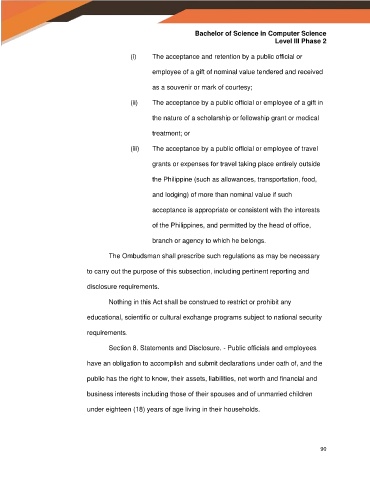 Bachelor of Science in Computer Science
Level III Phase 2
(i) The acceptance and retention by a public official or
employee of a gift of nominal value tendered and received
as a souvenir or mark of courtesy;
(ii) The acceptance by a public official or employee of a gift in
the nature of a scholarship or fellowship grant or medical
treatment; or
(iii) The acceptance by a public official or employee of travel
grants or expenses for travel taking place entirely outside
the Philippine (such as allowances, transportation, food,
and lodging) of more than nominal value if such
acceptance is appropriate or consistent with the interests
of the Philippines, and permitted by the head of office,
branch or agency to which he belongs.
The Ombudsman shall prescribe such regulations as may be necessary
to carry out the purpose of this subsection, including pertinent reporting and
disclosure requirements.
Nothing in this Act shall be construed to restrict or prohibit any
educational, scientific or cultural exchange programs subject to national security
requirements.
Section 8. Statements and Disclosure. - Public officials and employees
have an obligation to accomplish and submit declarations under oath of, and the
public has the right to know, their assets, liabilities, net worth and financial and
business interests including those of their spouses and of unmarried children
under eighteen (18) years of age living in their households.
90